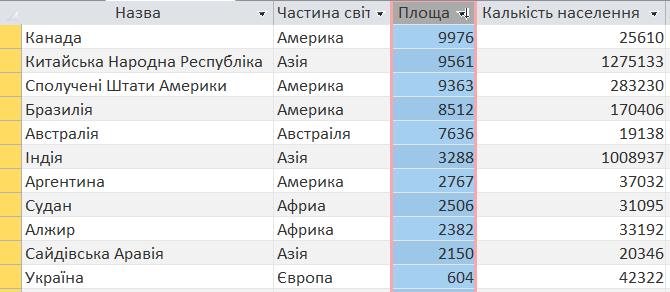 Назва Частина світ Площа Калькість населення
Канада Америка 9976 25610
Китайська Народна Республіка Азія 9561 1275133
Сполучені Штати Америки Америка 9363 283230
Бразилія Америка 8512 170406
Австралія Австраіля 7636 19138
Індія Азія 3288 1008937
Аргентина Америка 2767 37032
Судан Африа 2506 31095
Алжир Африка 2382 33192
Сайдівська Аравія Азія 2150 20346
Україна Європа 604 42322